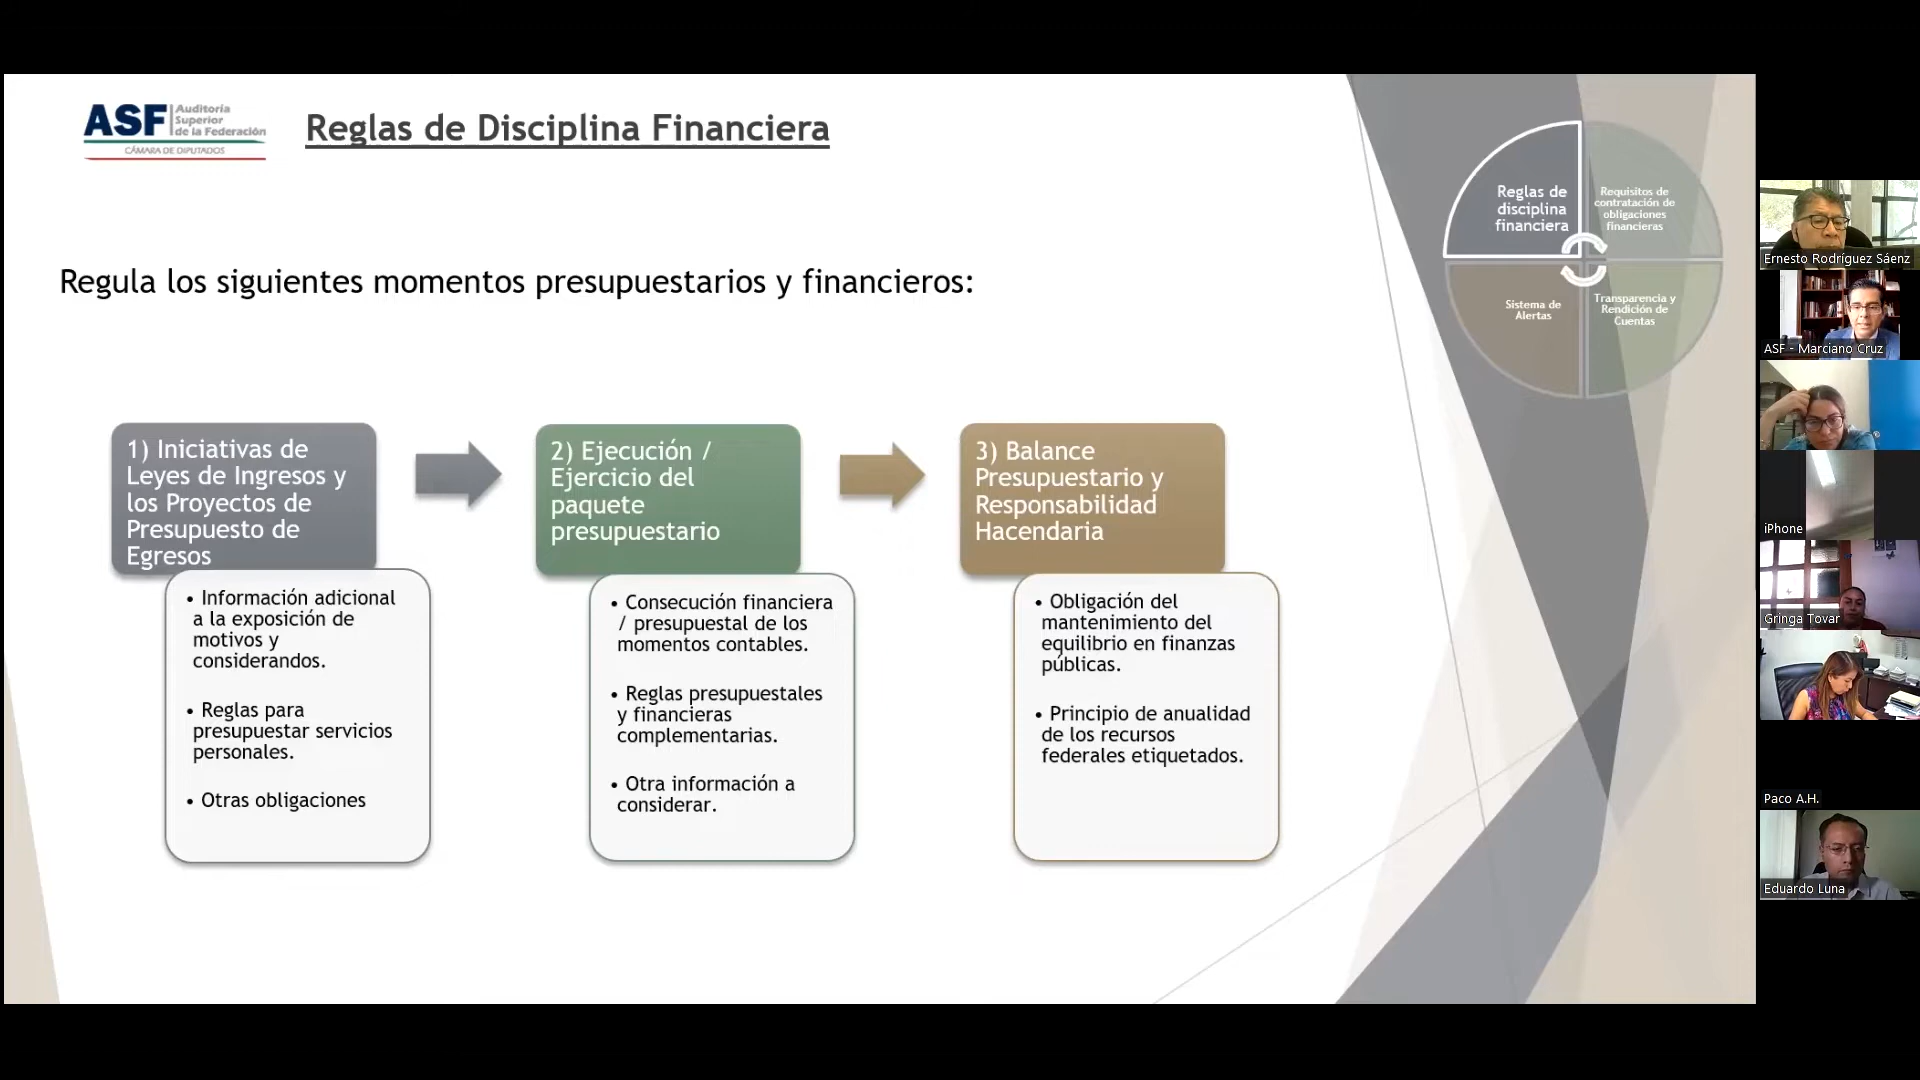 ASF
Auditoría
Superior
de la Federación
CÁMARA DE DIPUTADOS
Reglas de Disciplina Financiera
Regula los siguientes momentos presupuestarios y financieros:
1) Iniciativas de
Leyes de Ingresos y
los Proyectos de
Presupuesto de
Egresos
• Información adicional
a la exposición de
motivos y
considerandos.
• Reglas para
presupuestar servicios
personales.
• Otras obligaciones
2) Ejecución /
Ejercicio del
paquete
presupuestario
• Consecución financiera
/ presupuestal de los
momentos contables.
• Reglas presupuestales
y financieras
complementarias.
• Otra información a
considerar.
3) Balance
Presupuestario y
Responsabilidad
Hacendaria
• Obligación del
mantenimiento del
equilibrio en finanzas
públicas.
• Principio de anualidad
de los recursos
federales etiquetados.
Reglas de
disciplina
financiera
Requisitos de
contratación de
obligaciones
financieras
Sistema de
Alertas
Transparencia y
Rendición de
Cuentas
Ernesto Rodríguez Sáenz
ASF - Marciano Cruz
iPhone
Gringa Tovar
Paco A.H.
Eduardo Luna